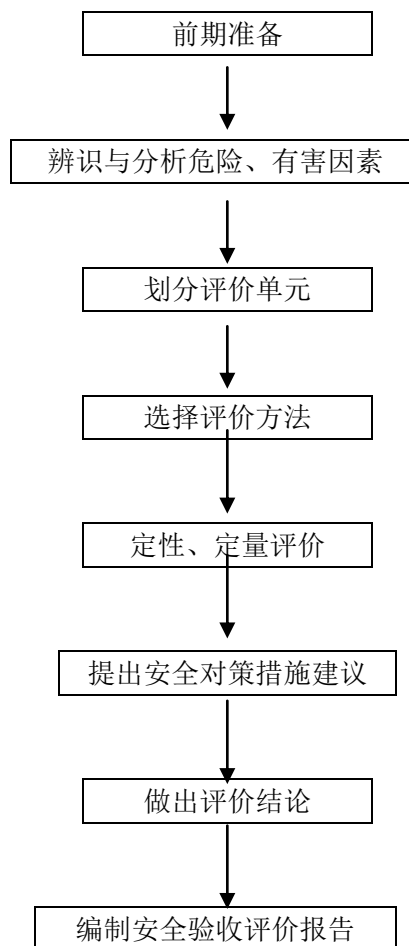 前期准备
辨识与分析危险、有害因素
划分评价单元
选择评价方法
定性、定量评价
提出安全对策措施建议
做出评价结论
编制安全验收评价报告